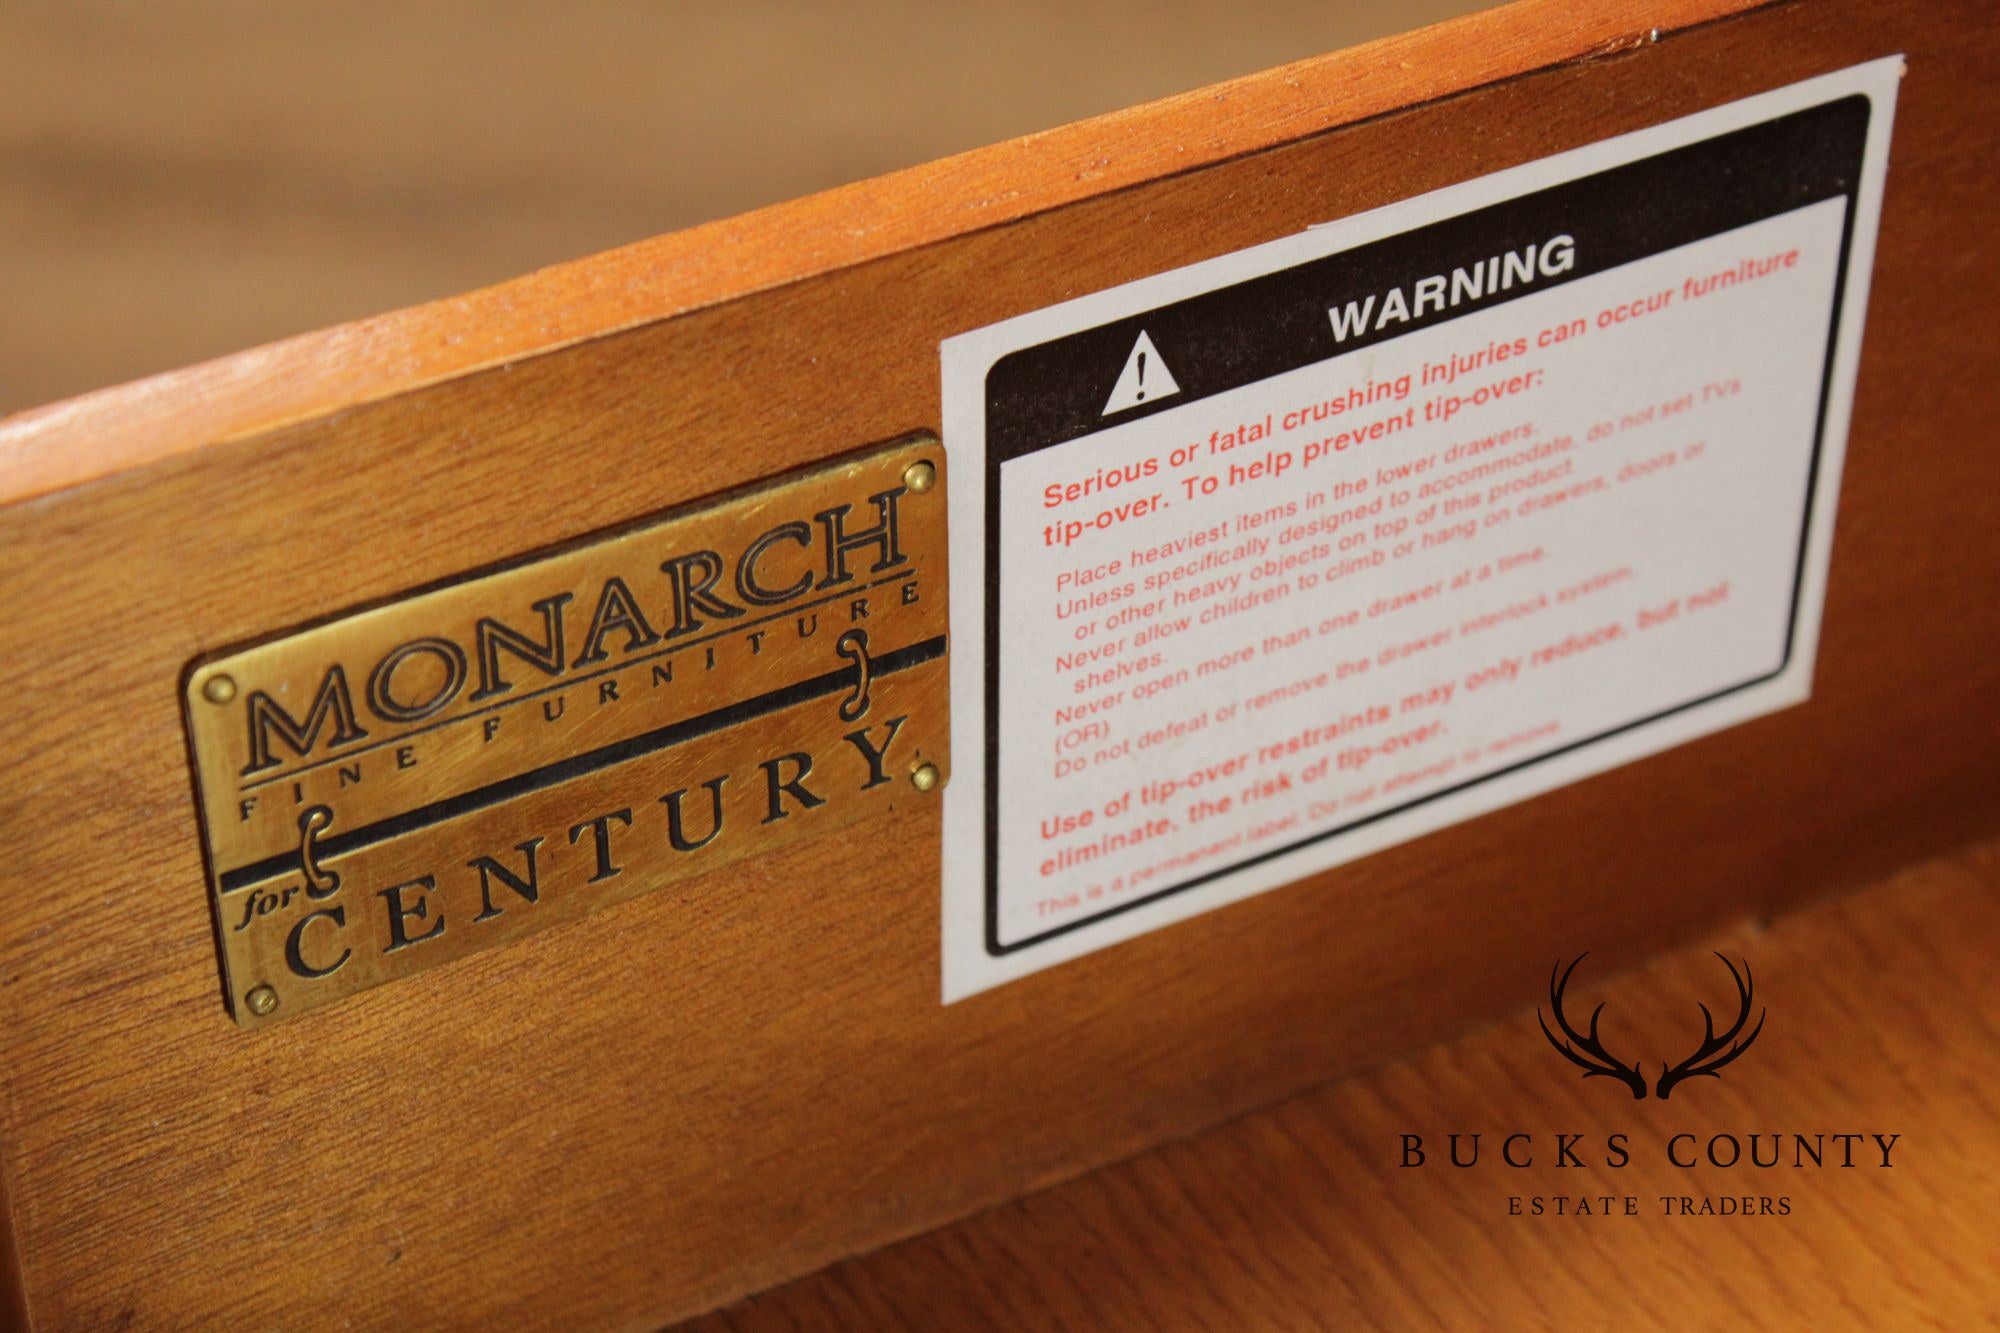 MONARCH
FINE FURNITURE
for CENTURY
WARNING
Serious or fatal crushing injuries can occur furniture
tip-over. To help prevent tip-over:
Place heaviest items in the lower drawers.
Unless specifically designed to accommodate, do not set TVs
or other heavy objects on top of this product.
Never allow children to climb or hang on drawers, doors or
shelves.
Never open more than one drawer at a time.
(OR)
Do not defeat or remove the drawer interlock system.
Use of tip-over restraints may only reduce, but not
eliminate, the risk of tip-over.
This is a permanent label. Do not attempt to remove.
BUCKS COUNTY
ESTATE TRADERS